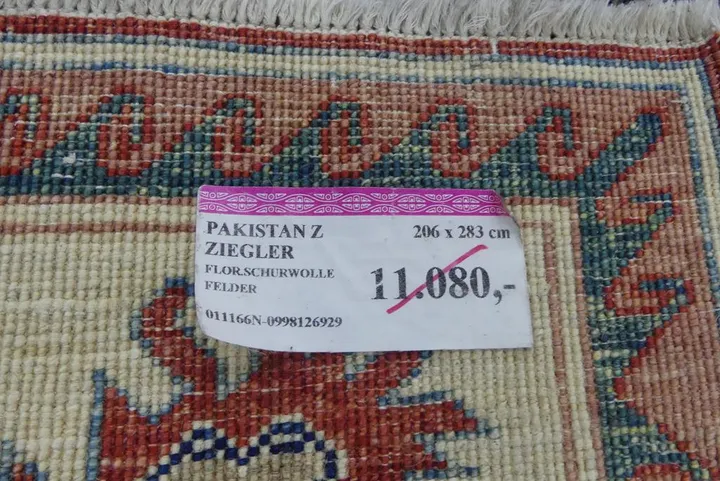 PAKISTAN Z 206 x 283 cm
ZIEGLER
FLOR.SCHURWOLLE
FELDER
11.080,-
011166N-0998126929